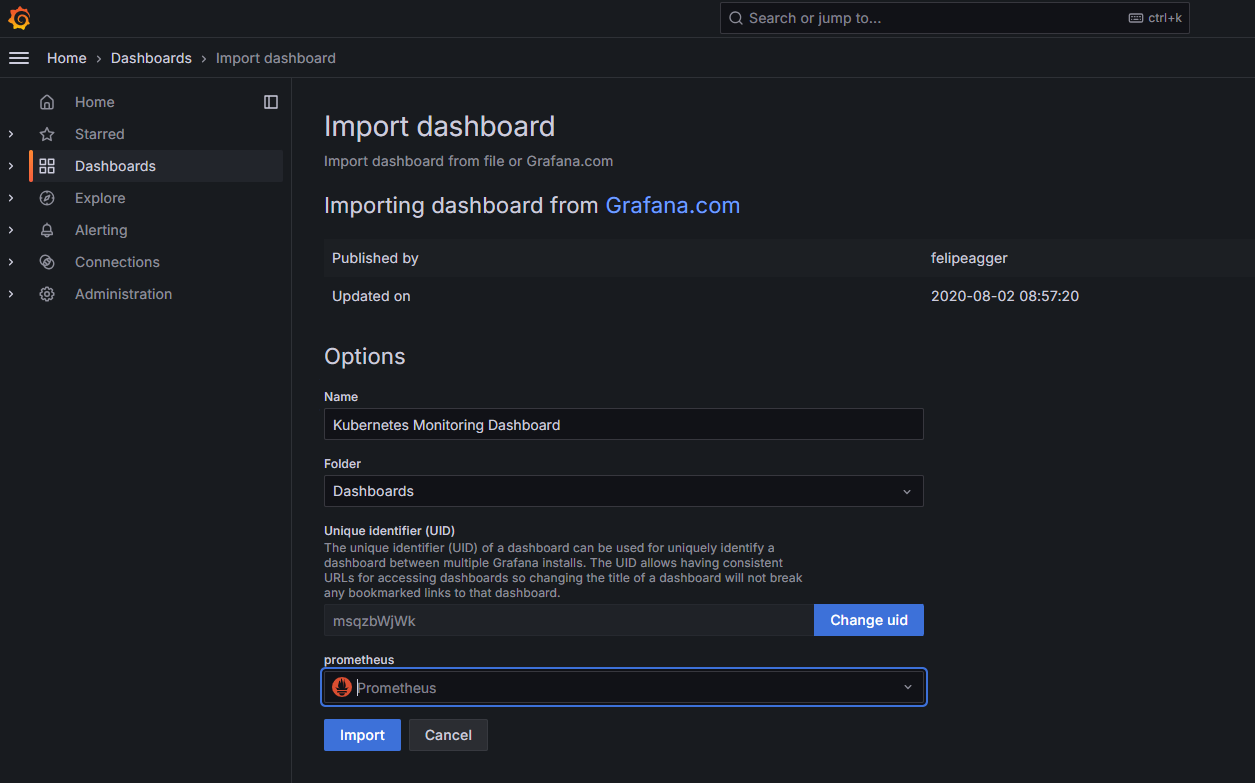 Search or jump to...
ctrl+k
Home › Dashboards › Import dashboard
Home
Starred
Dashboards
Explore
Alerting
Connections
Administration
Import dashboard
Import dashboard from file or Grafana.com
Importing dashboard from Grafana.com
Published by felipeagger
Updated on 2020-08-02 08:57:20
Options
Name
Kubernetes Monitoring Dashboard
Folder
Dashboards
Unique identifier (UID)
The unique identifier (UID) of a dashboard can be used for uniquely identify a
dashboard between multiple Grafana installs. The UID allows having consistent
URLs for accessing dashboards so changing the title of a dashboard will not break
any bookmarked links to that dashboard.
msqzbWjWk
Change uid
prometheus
Prometheus
Import
Cancel